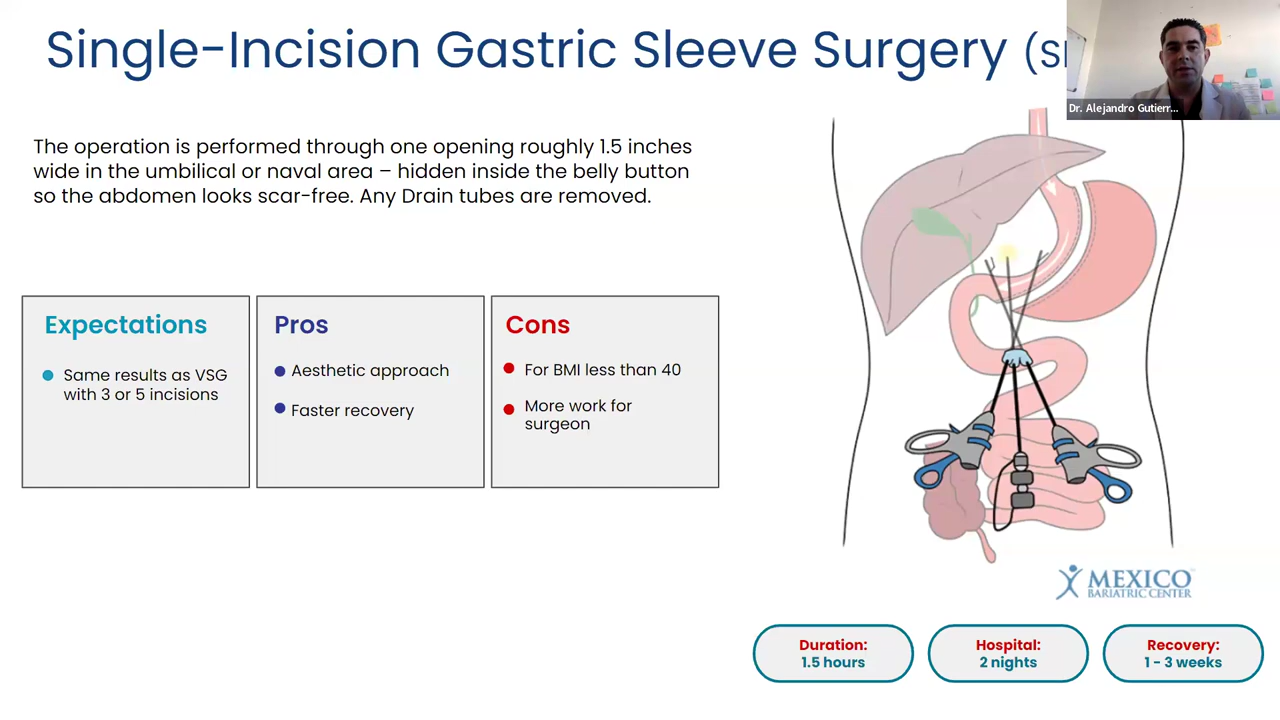 Single-Incision Gastric Sleeve Surgery
Dr. Alejandro Gutierr...
The operation is performed through one opening roughly 1.5 inches
wide in the umbilical or naval area – hidden inside the belly button
so the abdomen looks scar-free. Any Drain tubes are removed.
Expectations
Same results as VSG
with 3 or 5 incisions
Pros
Aesthetic approach
Faster recovery
Cons
For BMI less than 40
More work for
surgeon
MEXICO
BARIATRIC CENTER
Duration:
1.5 hours
Hospital:
2 nights
Recovery:
1 - 3 weeks